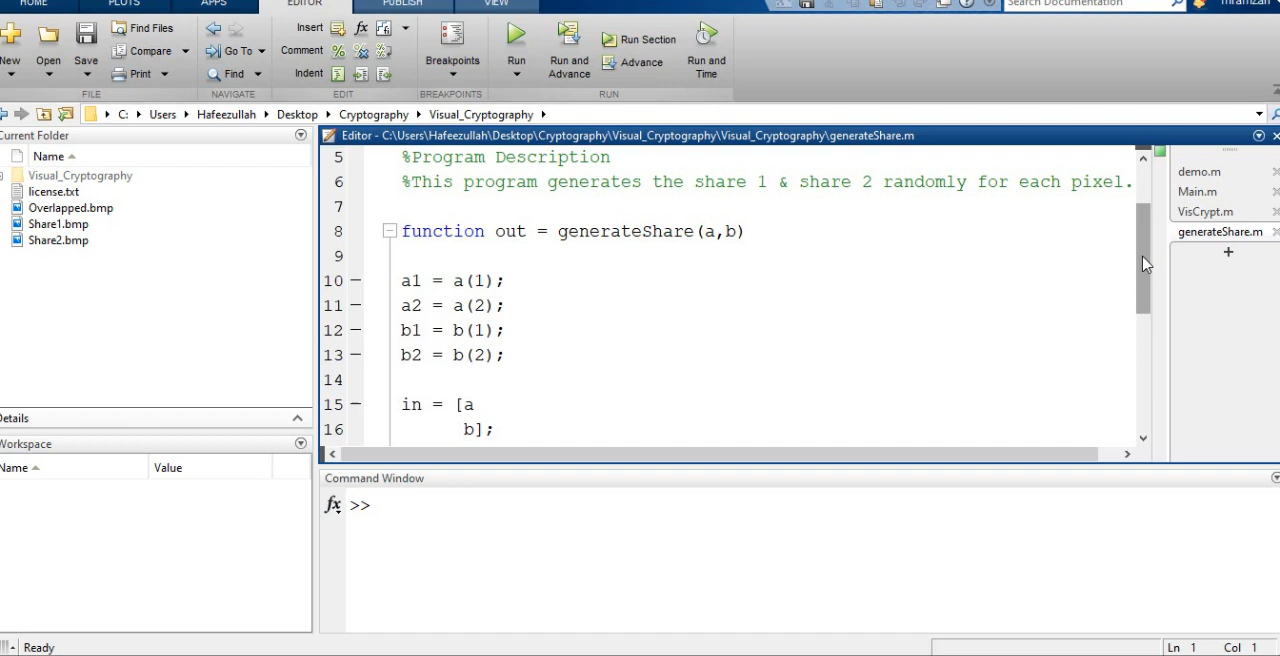 HOME PLOTS APPS EDITOR PUBLISH VIEW Search Documentation
New Open Save Find Files Compare Print FILE
Go To Find NAVIGATE
Insert fx Comment Indent EDIT
Breakpoints BREAKPOINTS
Run Run and Advance Run Section Advance Run and Time RUN
C: Users Hafeezullah Desktop Cryptography Visual_Cryptography
Current Folder
Name
Visual_Cryptography
license.txt
Overlapped.bmp
Share1.bmp
Share2.bmp
Details
Workspace
Name Value
Editor - C:\Users\Hafeezullah\Desktop\Cryptography\Visual_Cryptography\Visual_Cryptography\generateShare.m
5 %Program Description
6 %This program generates the share 1 & share 2 randomly for each pixel.
7
8 function out = generateShare(a,b)
9
10 a1 = a(1);
11 a2 = a(2);
12 b1 = b(1);
13 b2 = b(2);
14
15 in = [a
16 b];
demo.m
Main.m
VisCrypt.m
generateShare.m
Command Window
fx >>
Ready Ln 1 Col 1